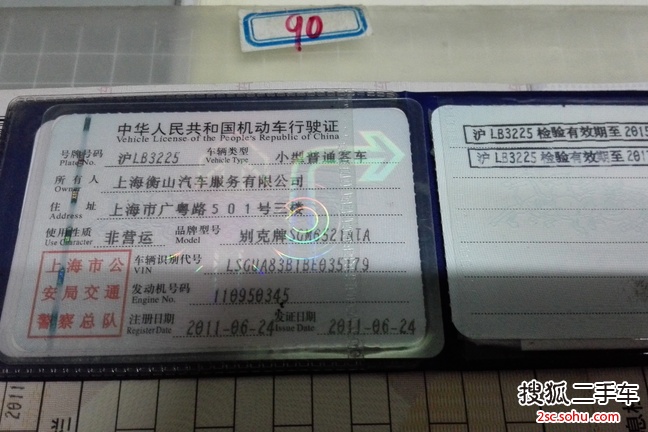 90
中华人民共和国机动车行驶证
Vehicle License of the People's Republic of China
号牌号码 Plate No. 沪LB3225 车辆类型 Vehicle Type 小型普通客车
所有人 Owner 上海衡山汽车服务有限公司
住址 Address 上海市广粤路501号三楼
使用性质 Use Character 非营运 品牌型号 Model 别克牌
车辆识别代号 VIN
发动机号码 Engine No. 110950345
注册日期 Register Date 2011-06-24 发证日期 Issue Date 2011-06-24
上海市公
安局交通
警察总队
沪LB3225 检验有效期至 2015
沪LB3225 检验有效期至 201
2011
搜狐二手车
2sc.sohu.com